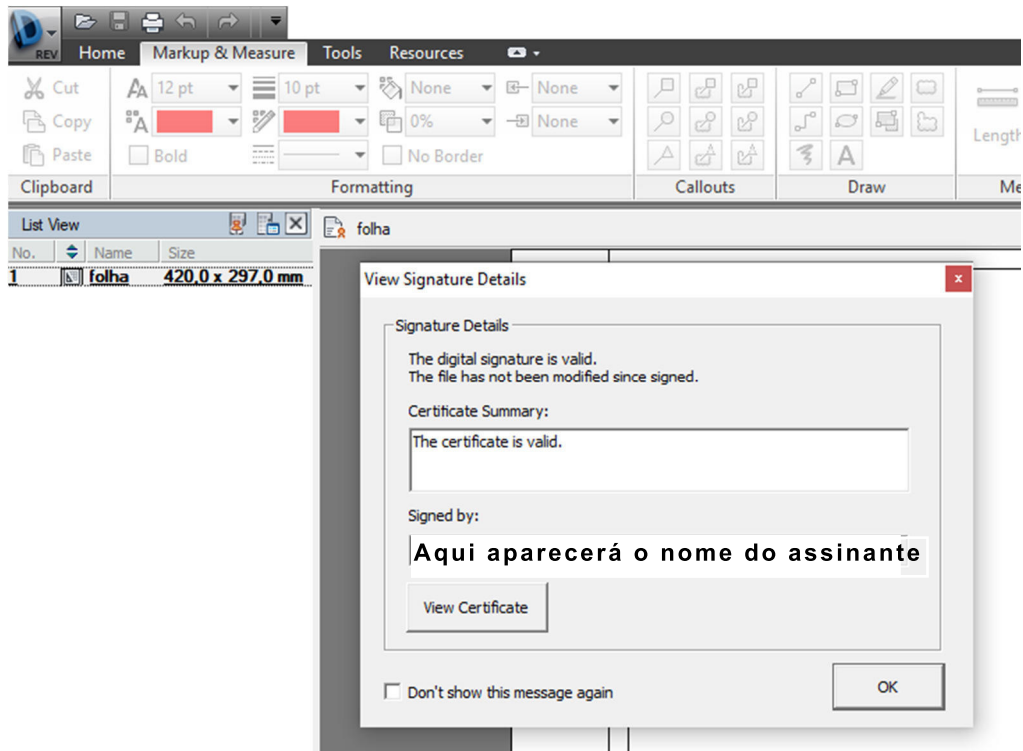 REV
Home Markup & Measure Tools Resources
Cut
Copy
Paste
Clipboard
12 pt 10 pt None None
0% None
Bold No Border
Formatting
Callouts
Draw
Length
Me
List View
No. Name Size
1 folha 420,0 x 297,0 mm
folha
View Signature Details
Signature Details
The digital signature is valid.
The file has not been modified since signed.
Certificate Summary:
The certificate is valid.
Signed by:
Aqui aparecerá o nome do assinante
View Certificate
Don't show this message again
OK